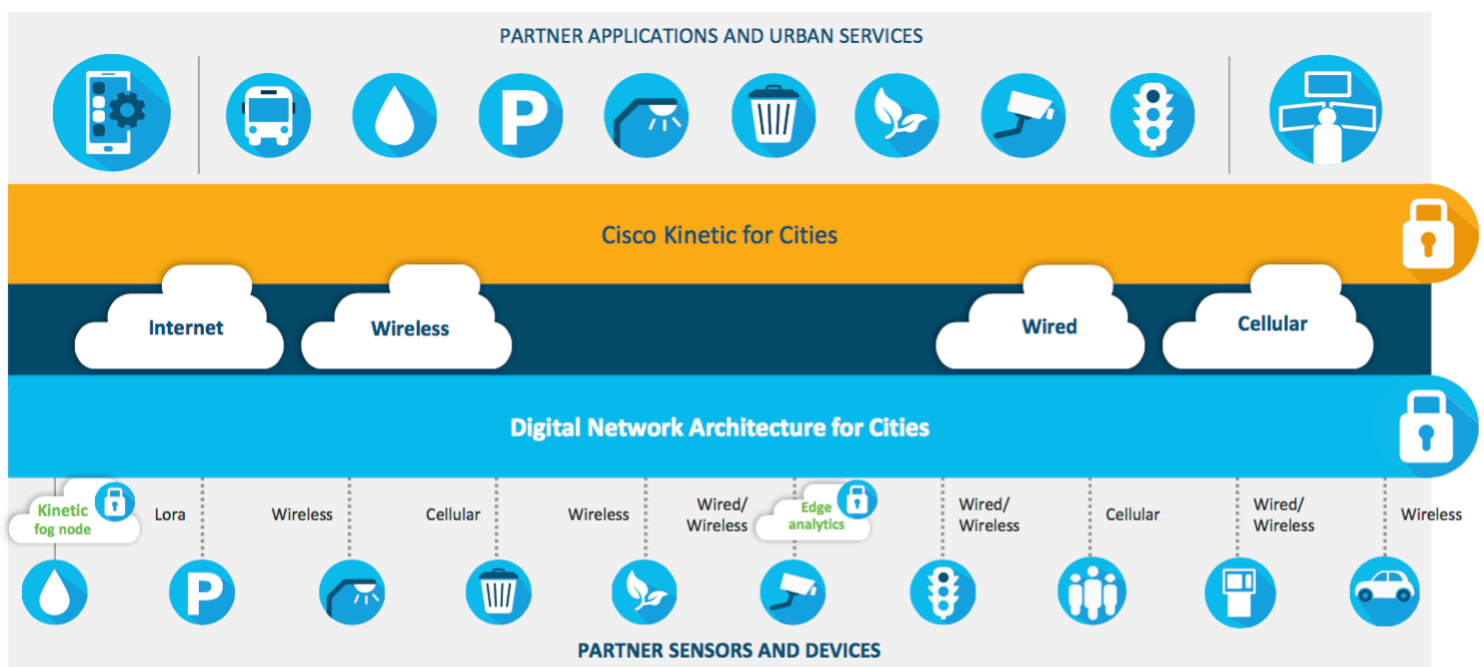 PARTNER APPLICATIONS AND URBAN SERVICES
P
Cisco Kinetic for Cities
Internet
Wireless
Wired
Cellular
Digital Network Architecture for Cities
Kinetic
fog node
Lora
Wireless
Cellular
Wireless
Wired/
Wireless
Edge
analytics
Wired/
Wireless
Cellular
Wired/
Wireless
Wireless
P
PARTNER SENSORS AND DEVICES